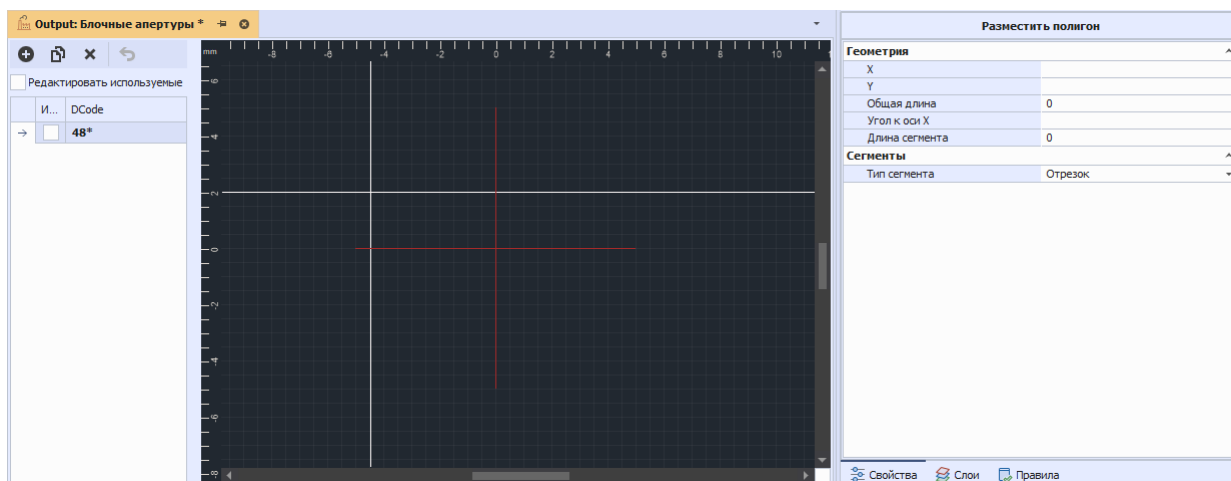 Output: Блочные апертуры *
Редактировать используемые
И... DCode
48*
mm
-8 -6 -4 -2 0 2 4 6 8 10
6
4
2
0
-2
-4
-6
-8
Разместить полигон
Геометрия
X
Y
Общая длина 0
Угол к оси X
Длина сегмента 0
Сегменты
Тип сегмента Отрезок
Свойства Слои Правила